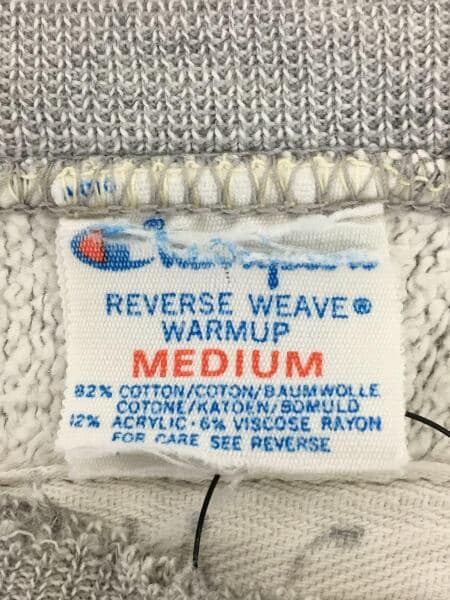 Champion
REVERSE WEAVE®
WARMUP
MEDIUM
82% COTTON/COTON/BAUMWOLLE
COTONE/KATOEN/BOMULD
12% ACRYLIC · 6% VISCOSE RAYON
FOR CARE SEE REVERSE